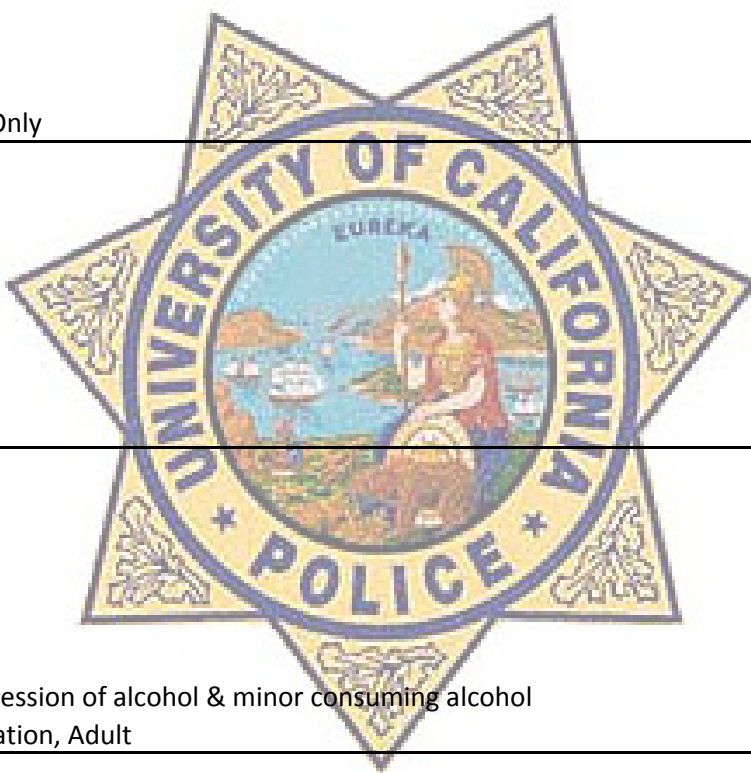 Only
UNIVERSITY OF CALIFORNIA
EUREKA
POLICE
ession of alcohol & minor consuming alcohol
ation, Adult